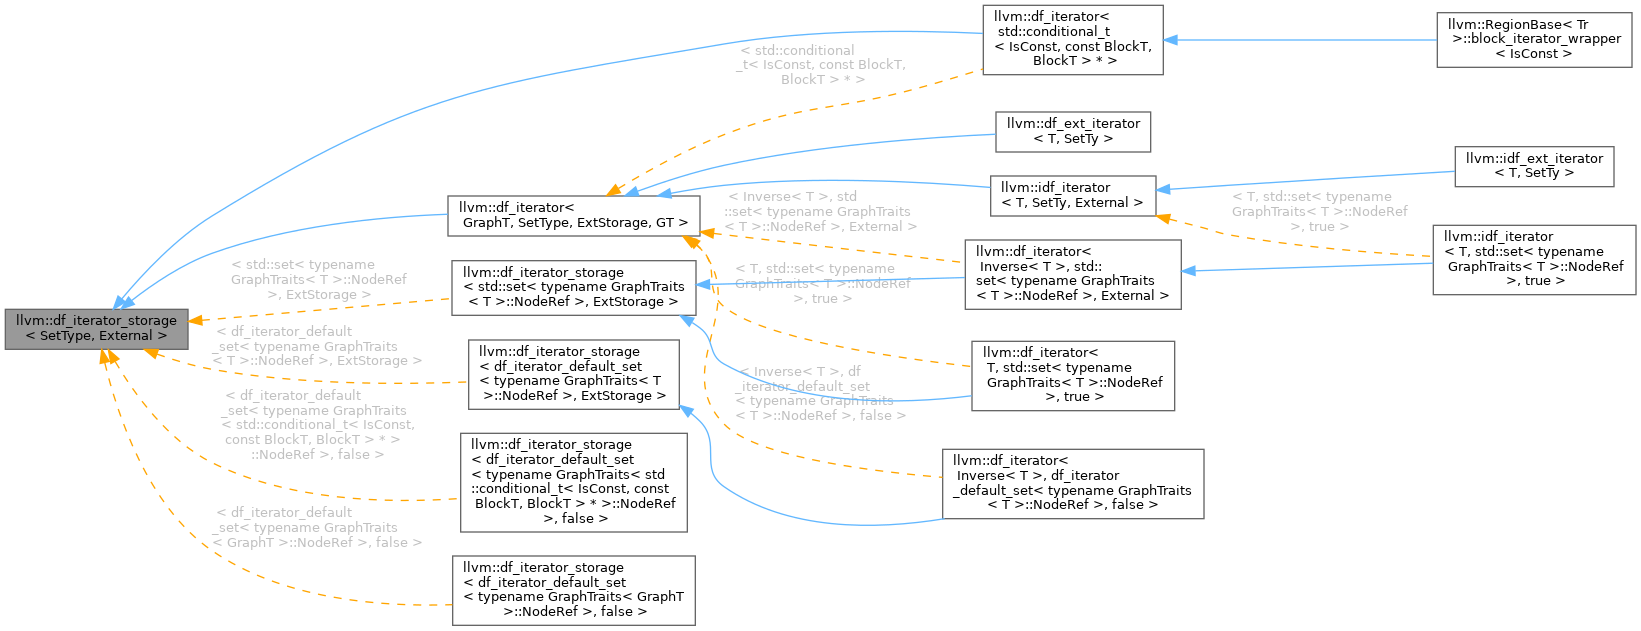 llvm::df_iterator_storage
< SetType, External >
< std::set< typename
GraphTraits< T >::NodeRef
>, ExtStorage >
< df_iterator_default
_set< typename GraphTraits
< T >::NodeRef >, ExtStorage >
< df_iterator_default
_set< typename GraphTraits
< std::conditional_t< IsConst,
const BlockT, BlockT > * >
::NodeRef >, false >
< df_iterator_default
_set< typename GraphTraits
< GraphT >::NodeRef >, false >
llvm::df_iterator<
GraphT, SetType, ExtStorage, GT >
llvm::df_iterator_storage
< std::set< typename GraphTraits
< T >::NodeRef >, ExtStorage >
llvm::df_iterator_storage
< df_iterator_default_set
< typename GraphTraits< T
>::NodeRef >, ExtStorage >
llvm::df_iterator_storage
< df_iterator_default_set
< typename GraphTraits< std
::conditional_t< IsConst, const
BlockT, BlockT > * >::NodeRef
>, false >
llvm::df_iterator_storage
< df_iterator_default_set
< typename GraphTraits< GraphT
>::NodeRef >, false >
< std::conditional
_t< IsConst, const BlockT,
BlockT > * >
< Inverse< T >, std
::set< typename GraphTraits
< T >::NodeRef >, External >
< T, std::set< typename
GraphTraits< T >::NodeRef
>, true >
< Inverse< T >, df
_iterator_default_set
< typename GraphTraits
< T >::NodeRef >, false >
llvm::df_iterator<
std::conditional_t
< IsConst, const BlockT,
BlockT > * >
llvm::df_ext_iterator
< T, SetTy >
llvm::idf_iterator
< T, SetTy, External >
llvm::df_iterator<
Inverse< T >, std::
set< typename GraphTraits
< T >::NodeRef >, External >
llvm::df_iterator<
T, std::set< typename
GraphTraits< T >::NodeRef
>, true >
llvm::df_iterator<
Inverse< T >, df_iterator
_default_set< typename GraphTraits
< T >::NodeRef >, false >
< T, std::set< typename
GraphTraits< T >::NodeRef
>, true >
llvm::RegionBase< Tr
>::block_iterator_wrapper
< IsConst >
llvm::idf_ext_iterator
< T, SetTy >
llvm::idf_iterator
< T, std::set< typename
GraphTraits< T >::NodeRef
>, true >